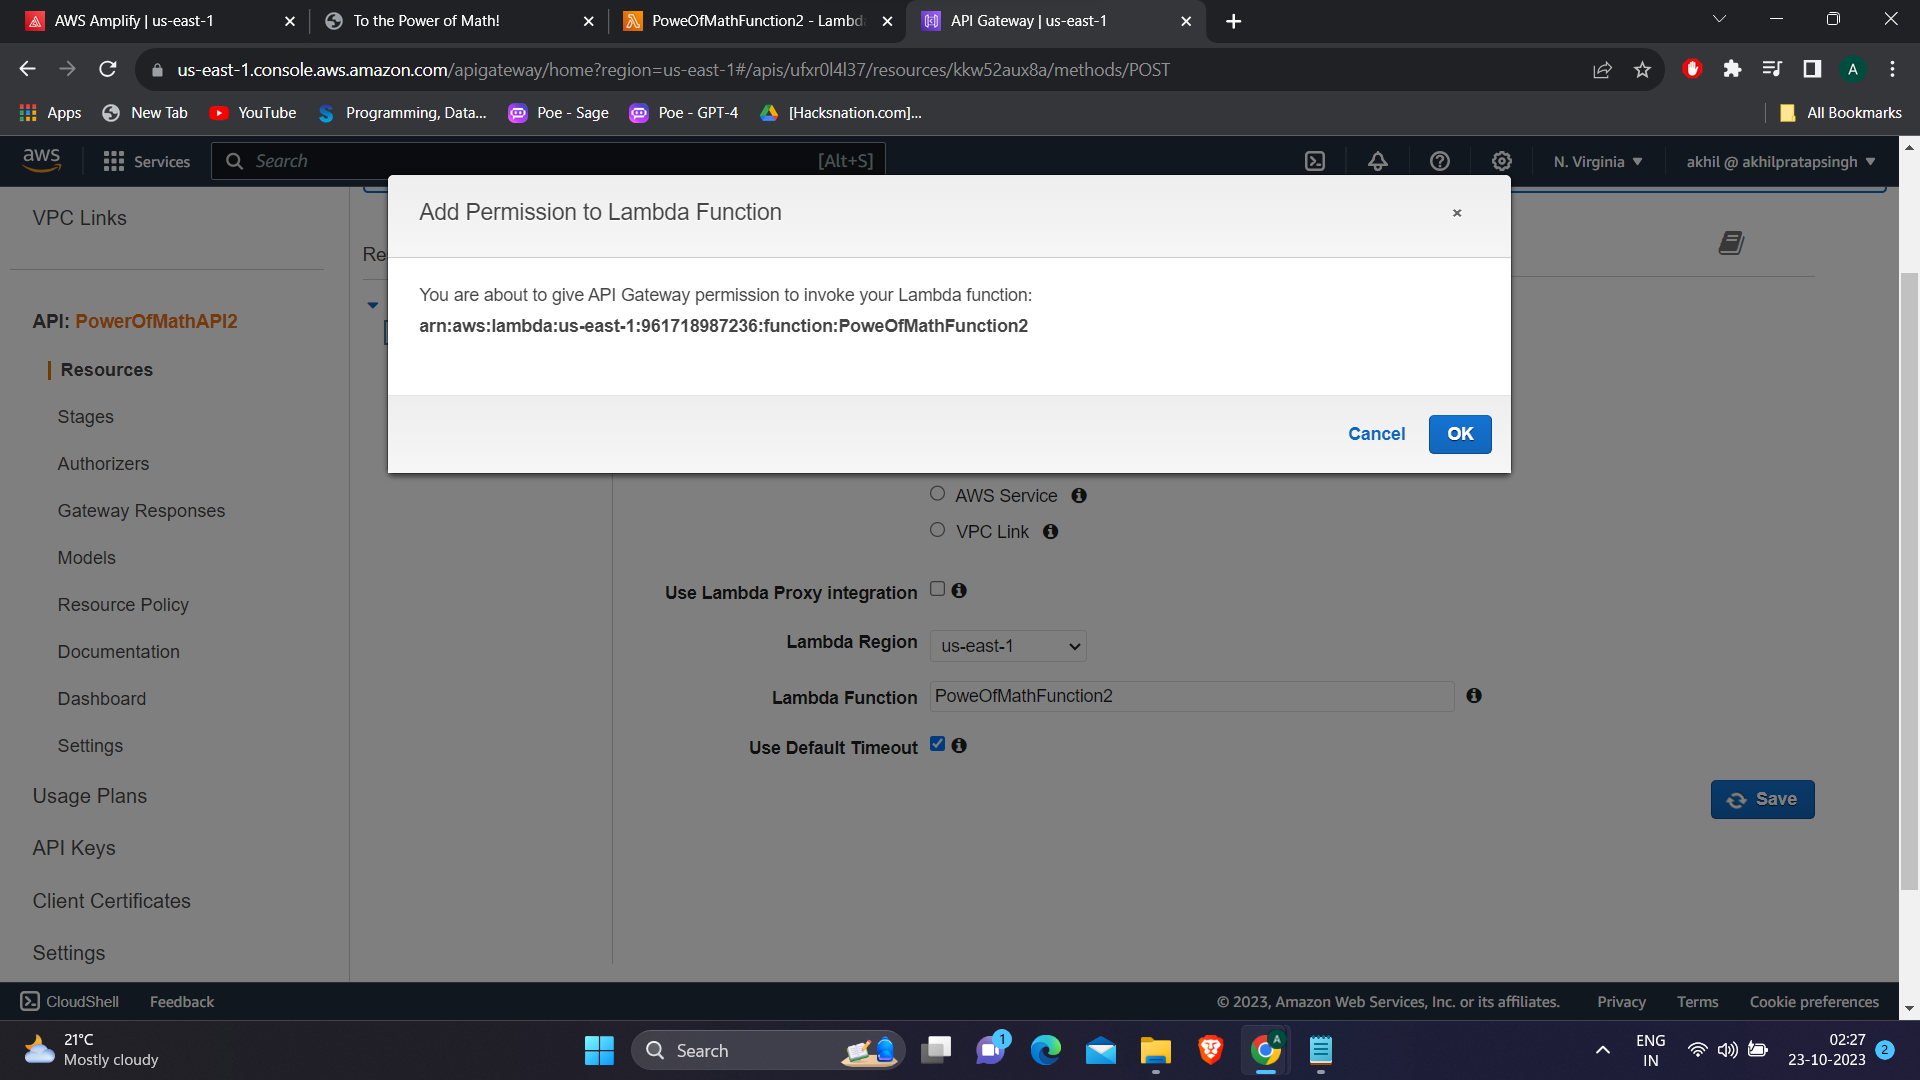 AWS Amplify | us-east-1
To the Power of Math!
PoweOfMathFunction2 - Lambda
API Gateway | us-east-1
us-east-1.console.aws.amazon.com/apigateway/home?region=us-east-1#/apis/ufxr0l4l37/resources/kkw52aux8a/methods/POST
A
Apps
New Tab
YouTube
Programming, Data...
Poe - Sage
Poe - GPT-4
[Hacksnation.com]...
All Bookmarks
aws
Services
Search
[Alt+S]
N. Virginia
akhil @ akhilpratapsingh
VPC Links
Re
API: PowerOfMathAPI2
Resources
Stages
Authorizers
Gateway Responses
Models
Resource Policy
Documentation
Dashboard
Settings
Usage Plans
API Keys
Client Certificates
Settings
Add Permission to Lambda Function
×
You are about to give API Gateway permission to invoke your Lambda function:
arn:aws:lambda:us-east-1:961718987236:function:PoweOfMathFunction2
Cancel
OK
AWS Service
VPC Link
Use Lambda Proxy integration
Lambda Region
us-east-1
Lambda Function
PoweOfMathFunction2
Use Default Timeout
Save
CloudShell
Feedback
© 2023, Amazon Web Services, Inc. or its affiliates.
Privacy
Terms
Cookie preferences
21°C
Mostly cloudy
Search
1
A
ENG
IN
02:27
23-10-2023
2